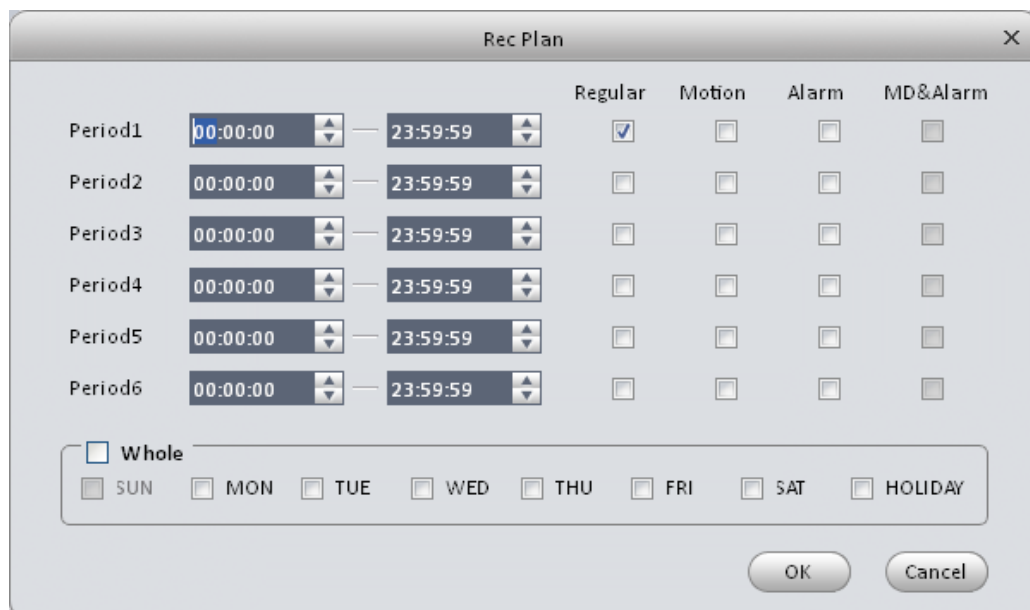 Rec Plan
Regular Motion Alarm MD&Alarm
Period1 00:00:00 23:59:59
Period2 00:00:00 23:59:59
Period3 00:00:00 23:59:59
Period4 00:00:00 23:59:59
Period5 00:00:00 23:59:59
Period6 00:00:00 23:59:59
Whole
SUN MON TUE WED THU FRI SAT HOLIDAY
OK Cancel